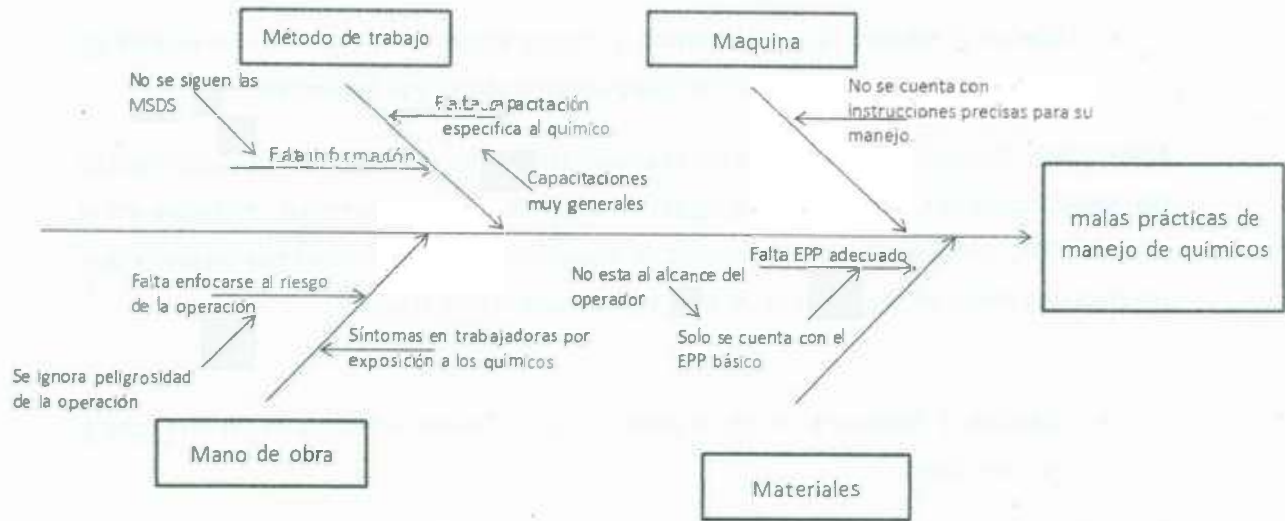 Método de trabajo
Maquina
No se siguen las
MSDS
Falta capacitación
especifica al químico
Falta información
Capacitaciones
muy generales
No se cuenta con
instrucciones precisas para su
manejo.
malas prácticas de
manejo de químicos
Falta enfocarse al riesgo
de la operación
Síntomas en trabajadoras por
exposición a los químicos
Se ignora peligrosidad
de la operación
Mano de obra
Falta EPP adecuado
No esta al alcance del
operador
Solo se cuenta con el
EPP básico
Materiales